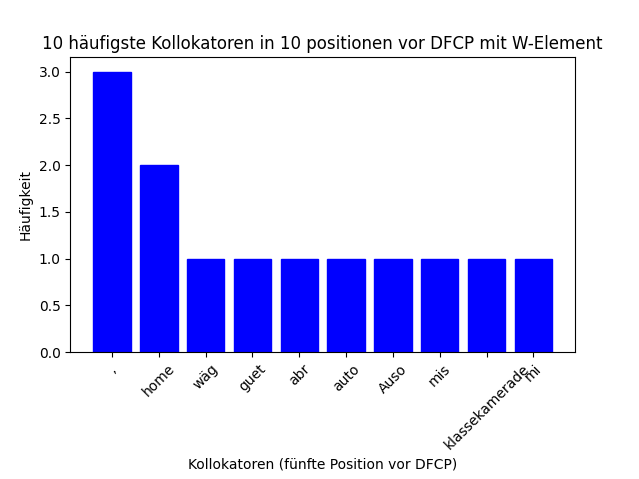 10 häufigste Kollokatoren in 10 positionen vor DFCP mit W-Element
Häufigkeit
3.0
2.5
2.0
1.5
1.0
0.5
0.0
, home wäg guet abr auto Auso mis klassekamerade mi
Kollokatoren (fünfte Position vor DFCP)